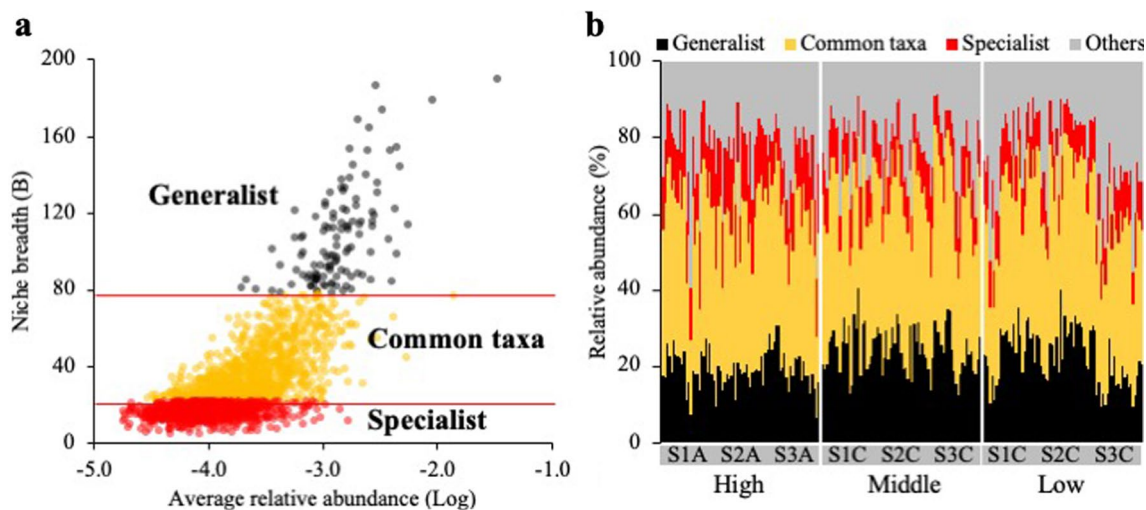 a
200
160
120
80
40
0
Niche breadth (B)
Generalist
Common taxa
Specialist
-5.0 -4.0 -3.0 -2.0 -1.0
Average relative abundance (Log)
b
Generalist Common taxa Specialist Others
100
80
60
40
20
0
Relative abundance (%)
S1A S2A S3A S1C S2C S3C S1C S2C S3C
High Middle Low